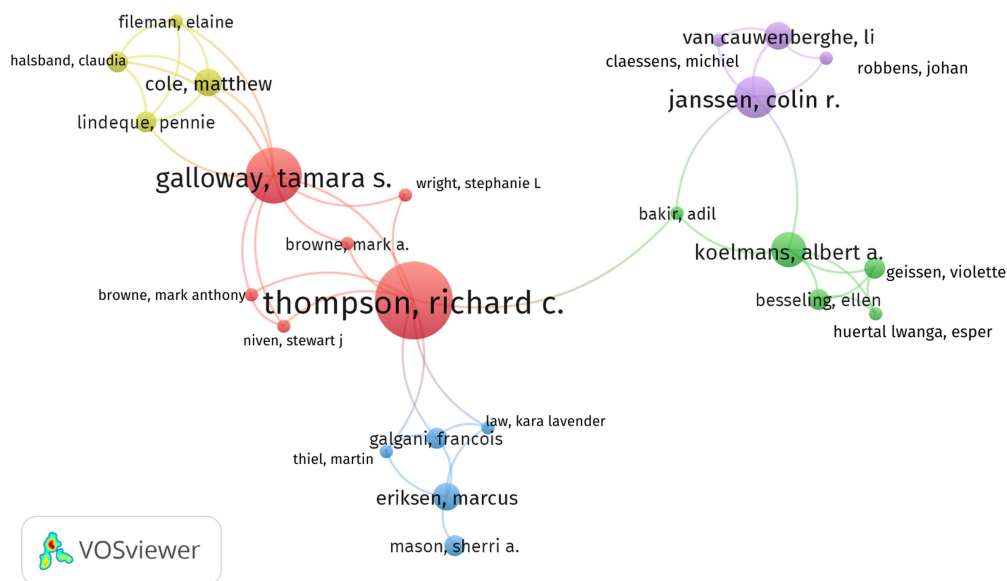 fileman, elaine
halsband, claudia
cole, matthew
lindeque, pennie
galloway, tamara s.
wright, stephanie L
browne, mark a.
browne, mark anthony
thompson, richard c.
niven, stewart j
van cauwenberghe, li
claessens, michiel
robbens, johan
janssen, colin r.
bakir, adil
koelmans, albert a.
geissen, violette
besseling, ellen
huertal lwanga, esper
law, kara lavender
galgani, francois
thiel, martin
eriksen, marcus
mason, sherri a.
VOSviewer